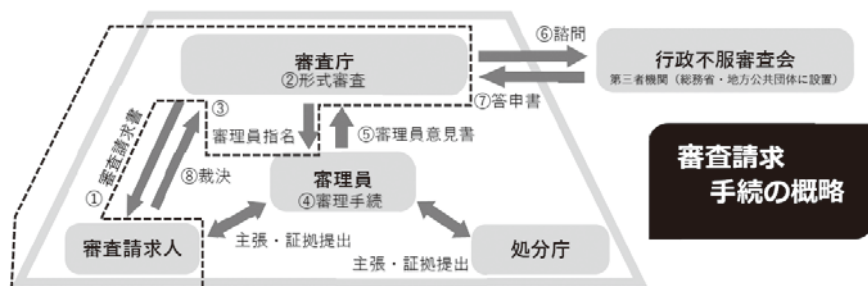 ⑥諮問
審査庁
②形式審査
行政不服審査会
第三者機関（総務省・地方公共団体に設置）
⑦答申書
③
審理員指名
⑤審理員意見書
①審査請求書
⑧裁決
審理員
④審理手続
審査請求
手続の概略
審査請求人
主張・証拠提出
主張・証拠提出
処分庁